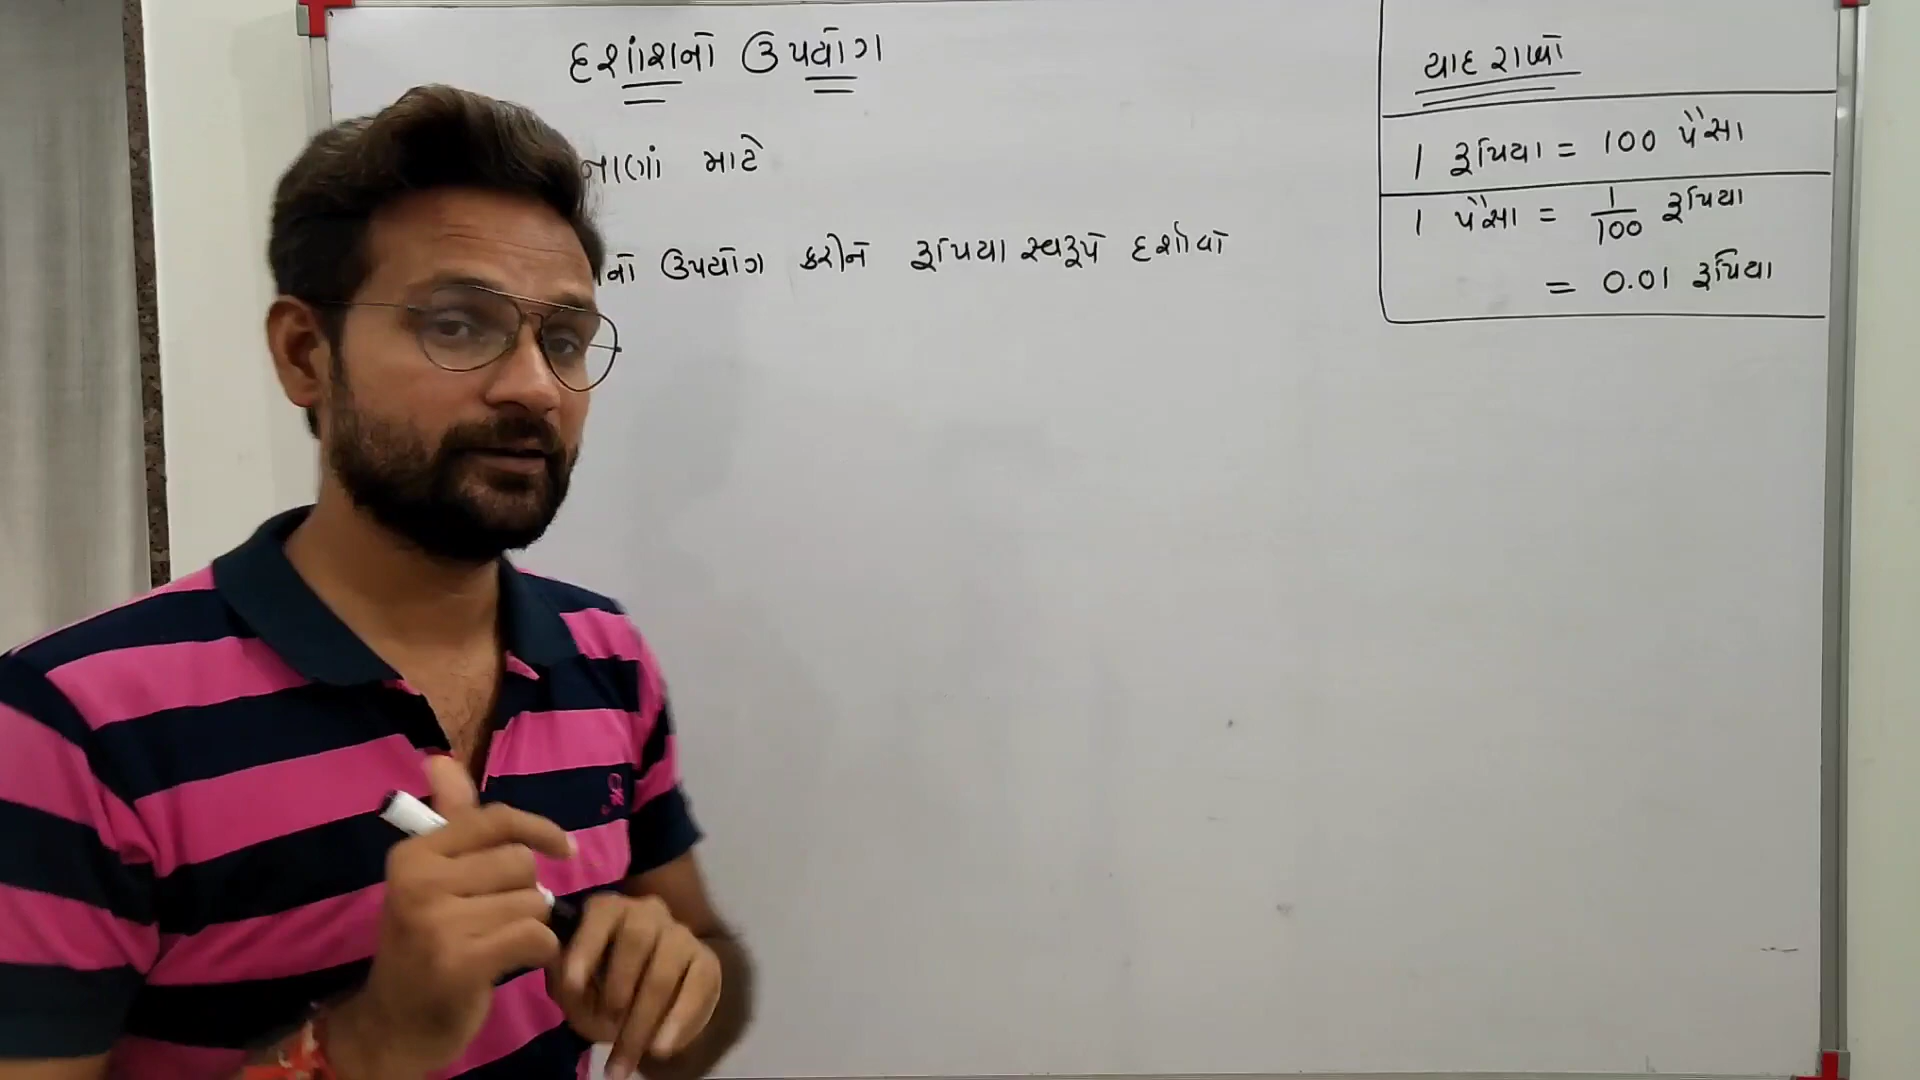 દશાંશનો ઉપયોગ
નાણાં માટે
નો ઉપયોગ કરીને રૂપિયા સ્વરૂપે દર્શાવો
યાદ રાખો
1 રૂપિયા = 100 પૈસા
1 પૈસા = 1/100 રૂપિયા
= 0.01 રૂપિયા